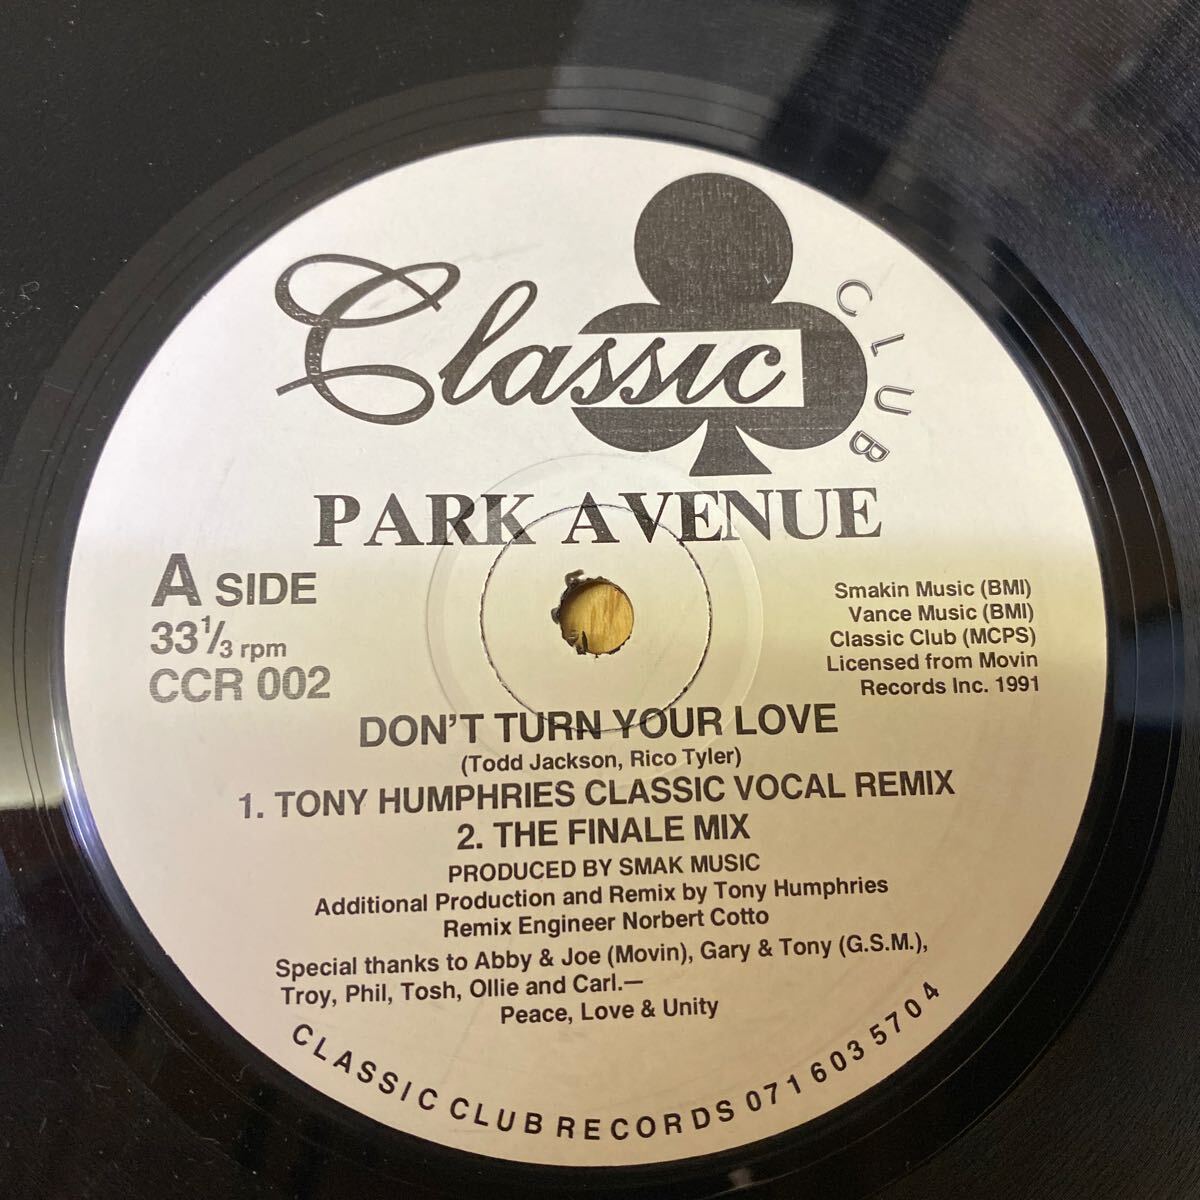 Classic
CLUB
PARK AVENUE
A SIDE
33 1/3 rpm
CCR 002
Smakin Music (BMI)
Vance Music (BMI)
Classic Club (MCPS)
Licensed from Movin
Records Inc. 1991
DON'T TURN YOUR LOVE
(Todd Jackson, Rico Tyler)
1. TONY HUMPHRIES CLASSIC VOCAL REMIX
2. THE FINALE MIX
PRODUCED BY SMAK MUSIC
Additional Production and Remix by Tony Humphries
Remix Engineer Norbert Cotto
Special thanks to Abby & Joe (Movin), Gary & Tony (G.S.M.),
Troy, Phil, Tosh, Ollie and Carl.—
Peace, Love & Unity
CLASSIC CLUB RECORDS 071 603 5704